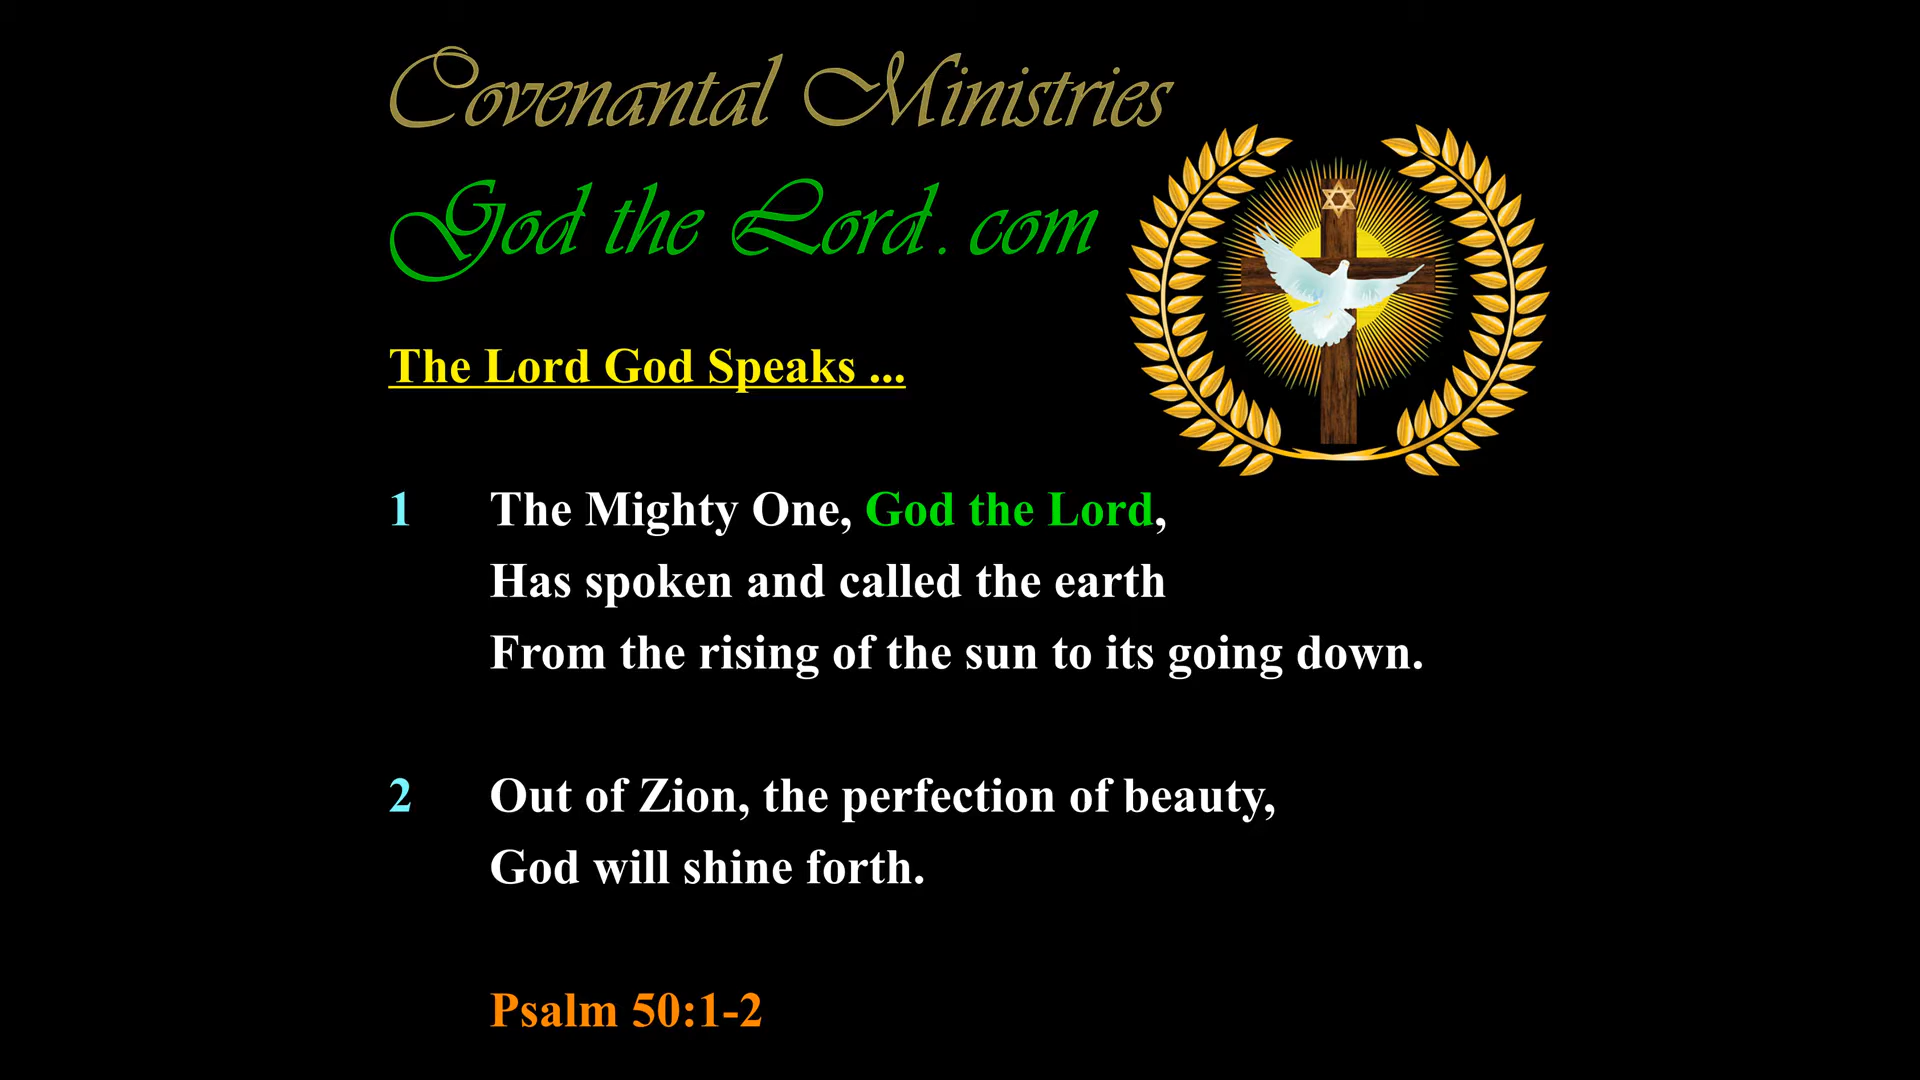 Covenantal Ministries
God the Lord.com
The Lord God Speaks ...
1 The Mighty One, God the Lord,
Has spoken and called the earth
From the rising of the sun to its going down.
2 Out of Zion, the perfection of beauty,
God will shine forth.
Psalm 50:1-2